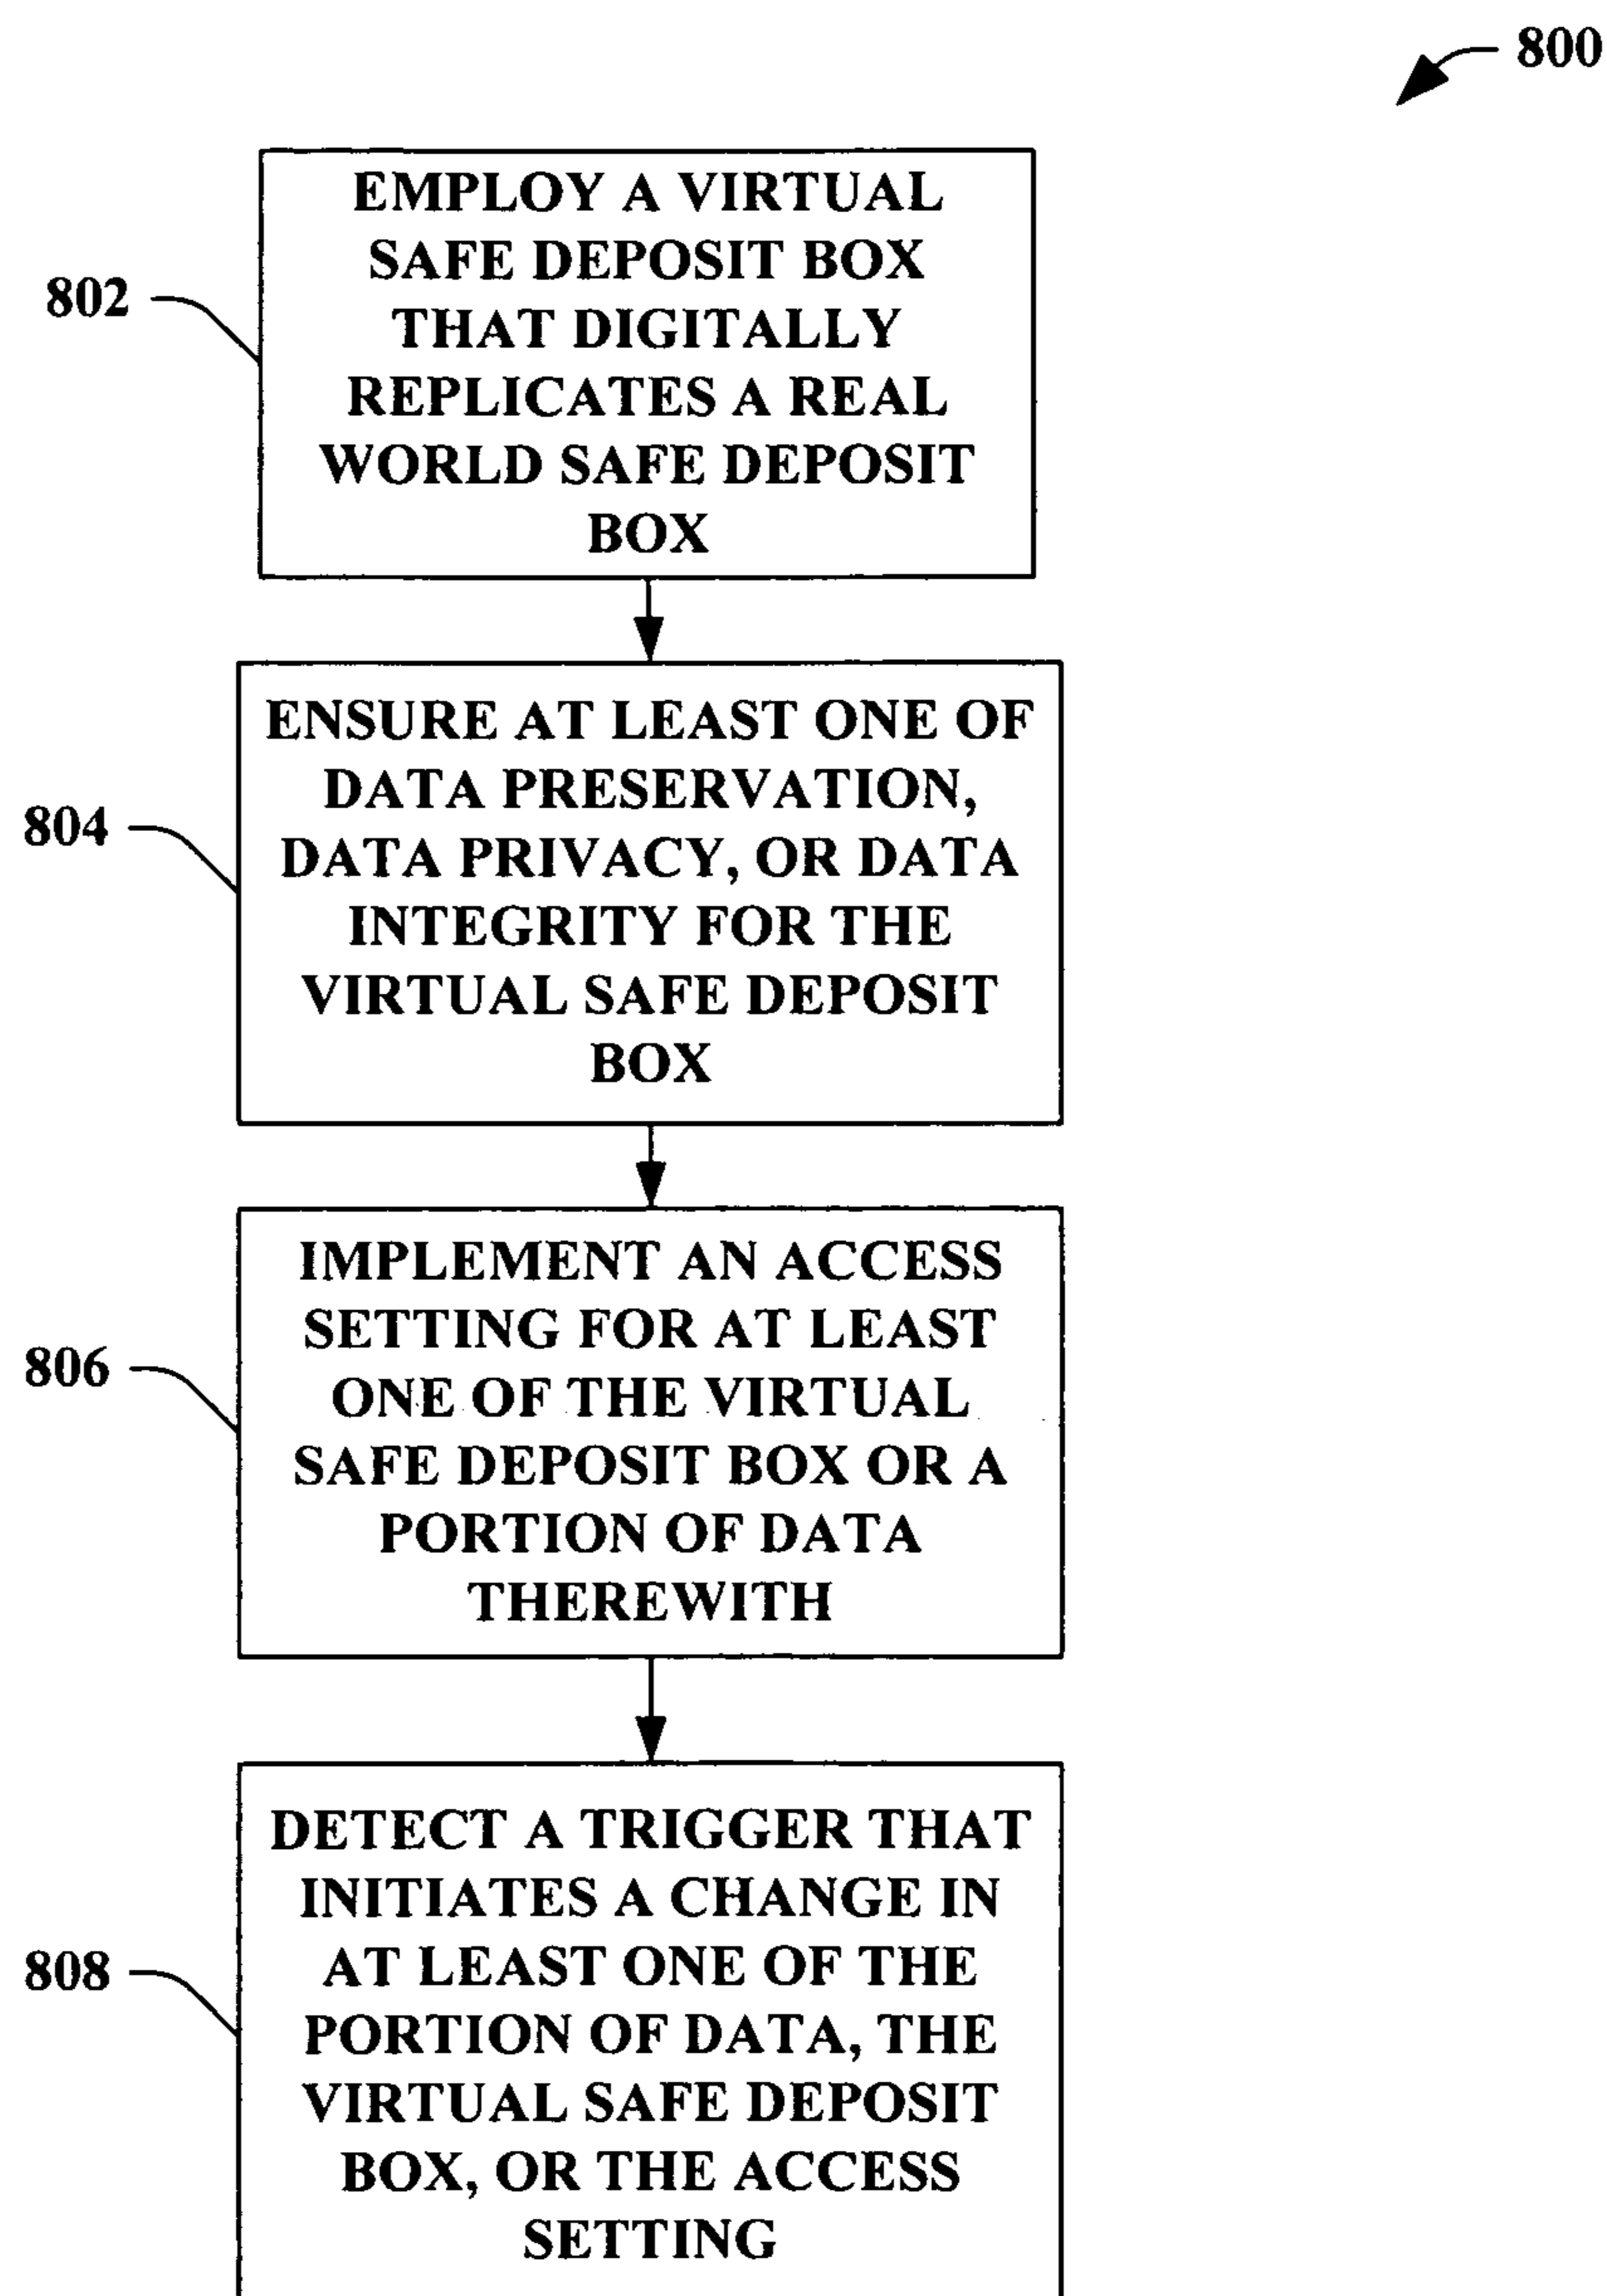 800
EMPLOY A VIRTUAL
SAFE DEPOSIT BOX
THAT DIGITALLY
REPLICATES A REAL
WORLD SAFE DEPOSIT
BOX
802
ENSURE AT LEAST ONE OF
DATA PRESERVATION,
DATA PRIVACY, OR DATA
INTEGRITY FOR THE
VIRTUAL SAFE DEPOSIT
BOX
804
IMPLEMENT AN ACCESS
SETTING FOR AT LEAST
ONE OF THE VIRTUAL
SAFE DEPOSIT BOX OR A
PORTION OF DATA
THEREWITH
806
DETECT A TRIGGER THAT
INITIATES A CHANGE IN
AT LEAST ONE OF THE
PORTION OF DATA, THE
VIRTUAL SAFE DEPOSIT
BOX, OR THE ACCESS
SETTING
808